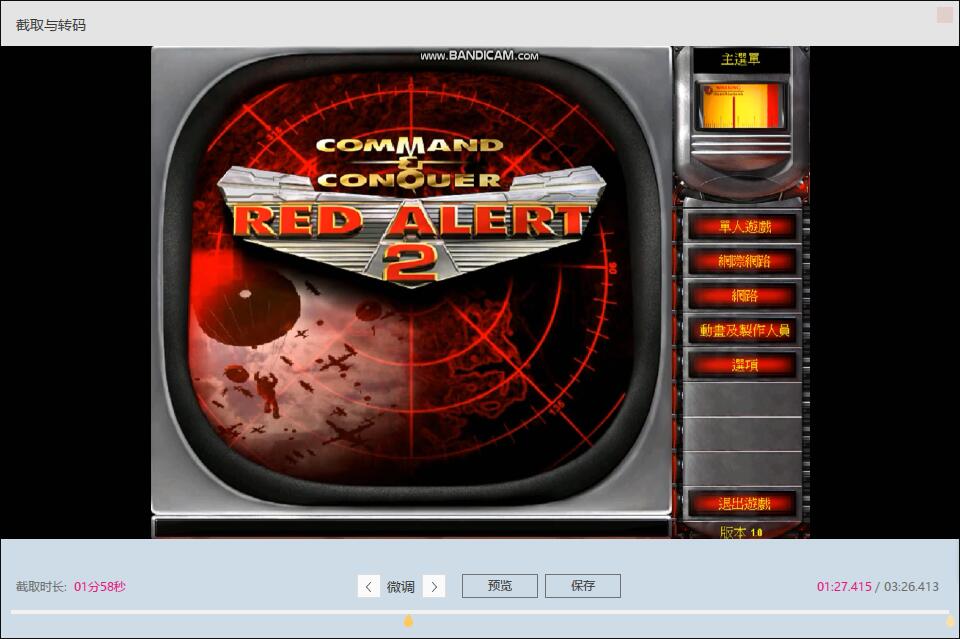 截取与转码
www.BANDICAM.com
COMMAND
&
CONQUER
RED ALERT
2
主選單
單人遊戲
網際網路
網路
動畫及製作人員
選項
退出遊戲
版本 1.0
截取时长: 01分58秒
微调
预览
保存
01:27.415 / 03:26.413